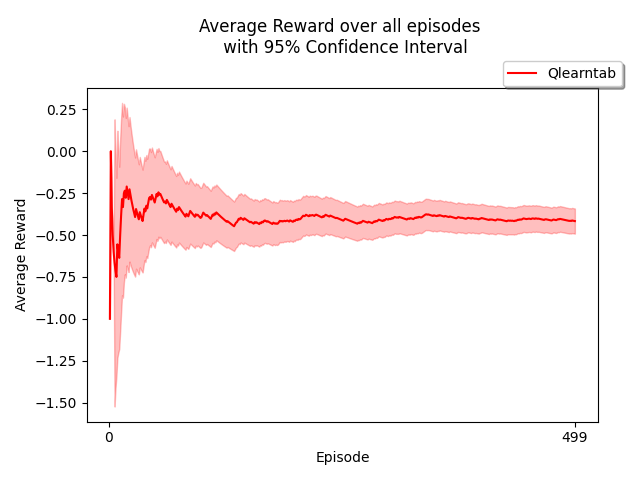 Average Reward over all episodes
with 95% Confidence Interval
Qlearntab
0.25
0.00
−0.25
−0.50
−0.75
−1.00
−1.25
−1.50
Average Reward
0
499
Episode